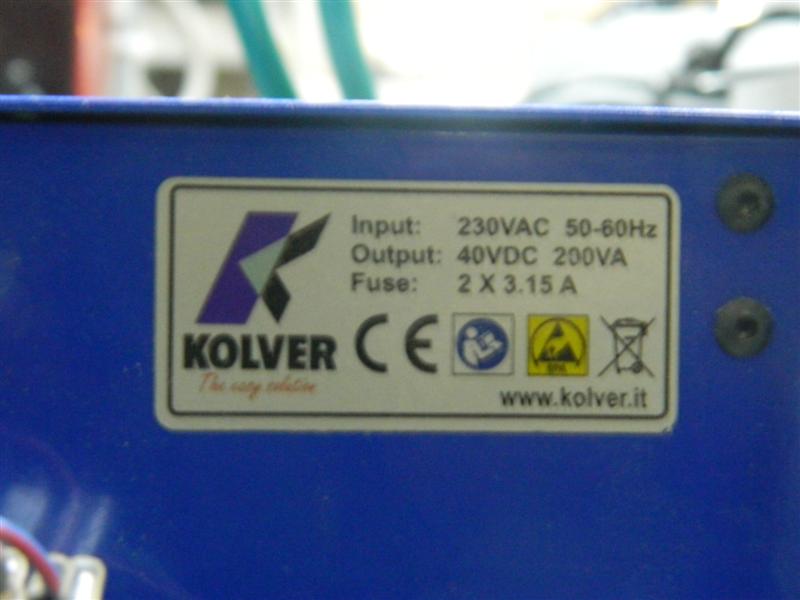 Input: 230VAC 50-60Hz
Output: 40VDC 200VA
Fuse: 2 X 3.15 A
KOLVER
The easy solution
CE
EPA
www.kolver.it